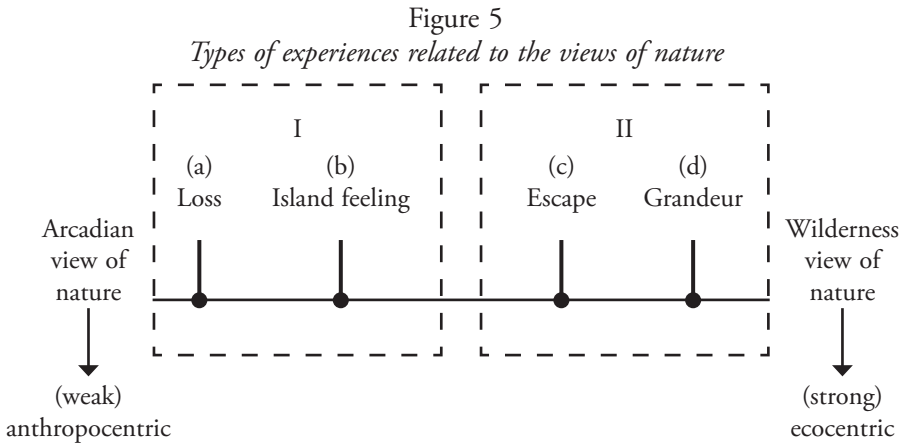 Figure 5
Types of experiences related to the views of nature
I
II
(a)
(b)
(c)
(d)
Loss
Island feeling
Escape
Grandeur
Arcadian
view of
nature
Wilderness
view of
nature
(weak)
anthropocentric
(strong)
ecocentric